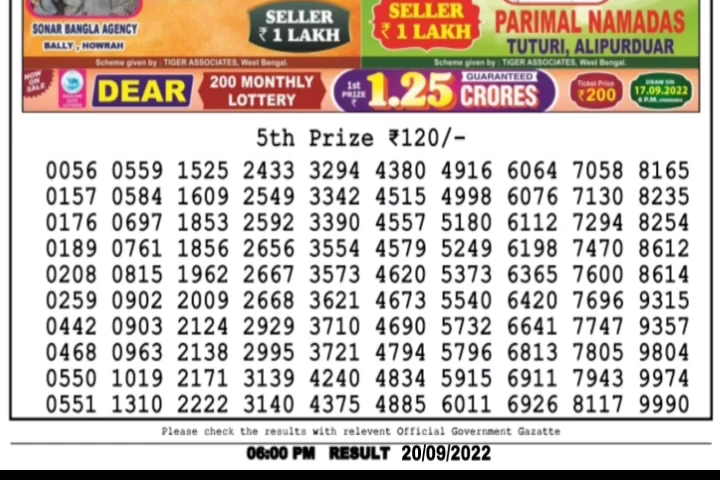 SONAR BANGLA AGENCY
BALLY, HOWRAH
SELLER
₹ 1 LAKH
SELLER
₹ 1 LAKH
PARIMAL NAMADAS
TUTURI, ALIPURDUAR
Scheme given by : TIGER ASSOCIATES, West Bengal.
Scheme given by : TIGER ASSOCIATES, West Bengal.
NOW ON SALE
DEAR
200 MONTHLY
LOTTERY
1st PRIZE ₹
1.25
GUARANTEED
CRORES
Ticket Price
₹200
DRAW ON
17.09.2022
6 P.M.
5th Prize ₹120/-
0056 0559 1525 2433 3294 4380 4916 6064 7058 8165
0157 0584 1609 2549 3342 4515 4998 6076 7130 8235
0176 0697 1853 2592 3390 4557 5180 6112 7294 8254
0189 0761 1856 2656 3554 4579 5249 6198 7470 8612
0208 0815 1962 2667 3573 4620 5373 6365 7600 8614
0259 0902 2009 2668 3621 4673 5540 6420 7696 9315
0442 0903 2124 2929 3710 4690 5732 6641 7747 9357
0468 0963 2138 2995 3721 4794 5796 6813 7805 9804
0550 1019 2171 3139 4240 4834 5915 6911 7943 9974
0551 1310 2222 3140 4375 4885 6011 6926 8117 9990
Please check the results with relevent Official Government Gazatte
06:00 PM RESULT 20/09/2022